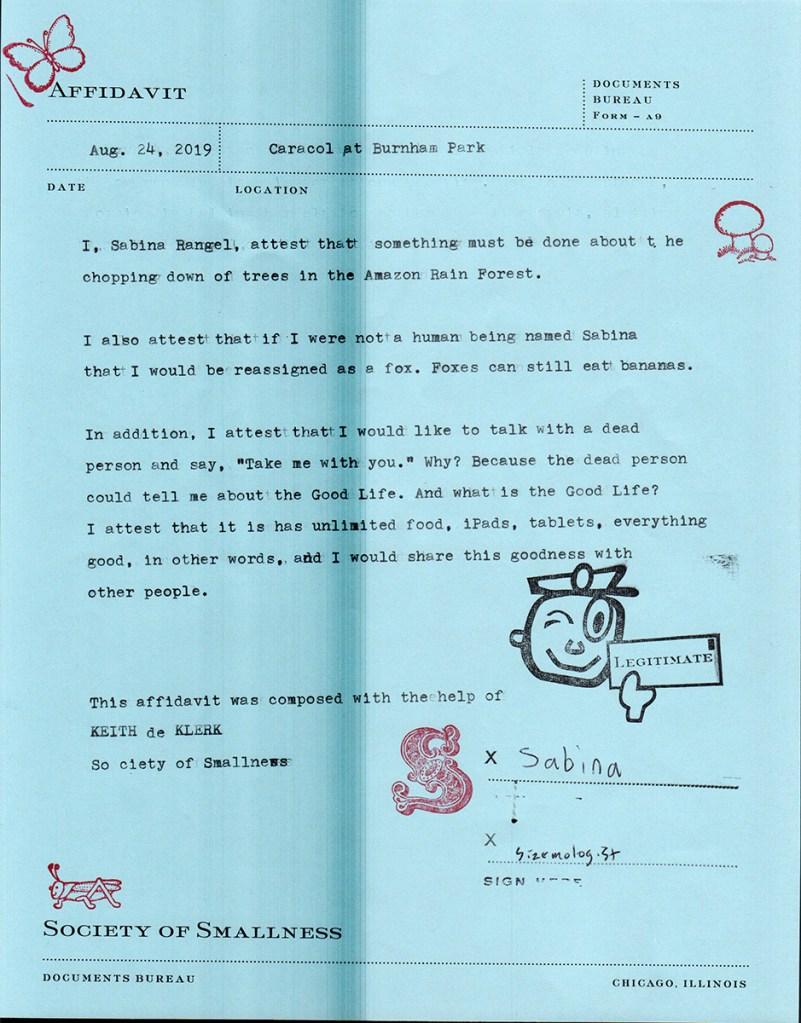 AFFIDAVIT
DOCUMENTS
BUREAU
FORM – A9
Aug. 24, 2019
Caracol at Burnham Park
DATE
LOCATION
I, Sabina Rangel, attest that something must be done about t he
chopping down of trees in the Amazon Rain Forest.
I also attest that if I were not a human being named Sabina
that I would be reassigned as a fox. Foxes can still eat bananas.
In addition, I attest that I would like to talk with a dead
person and say, "Take me with you." Why? Because the dead person
could tell me about the Good Life. And what is the Good Life?
I attest that it is has unlimited food, iPads, tablets, everything
good, in other words, and I would share this goodness with
other people.
LEGITIMATE
This affidavit was composed with the help of
KEITH de KLERK
So ciety of Smallness
S
X Sabina
X sizemologist
SIGN
SOCIETY OF SMALLNESS
DOCUMENTS BUREAU
CHICAGO, ILLINOIS